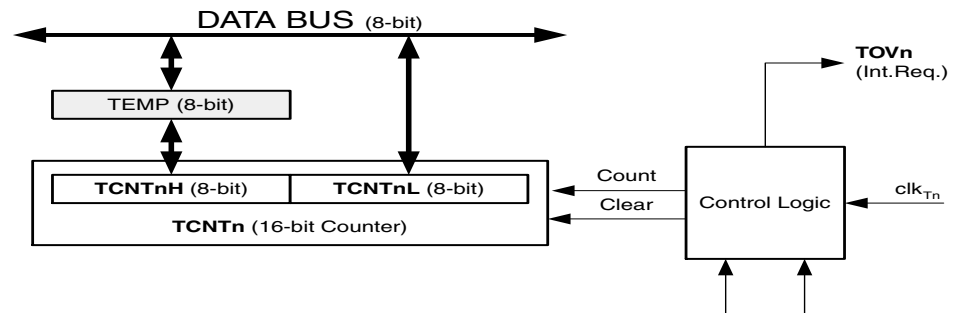 DATA BUS (8-bit)
TOVn
(Int.Req.)
TEMP (8-bit)
TCNTnH (8-bit)
TCNTnL (8-bit)
TCNTn (16-bit Counter)
Count
Clear
Control Logic
clkTn